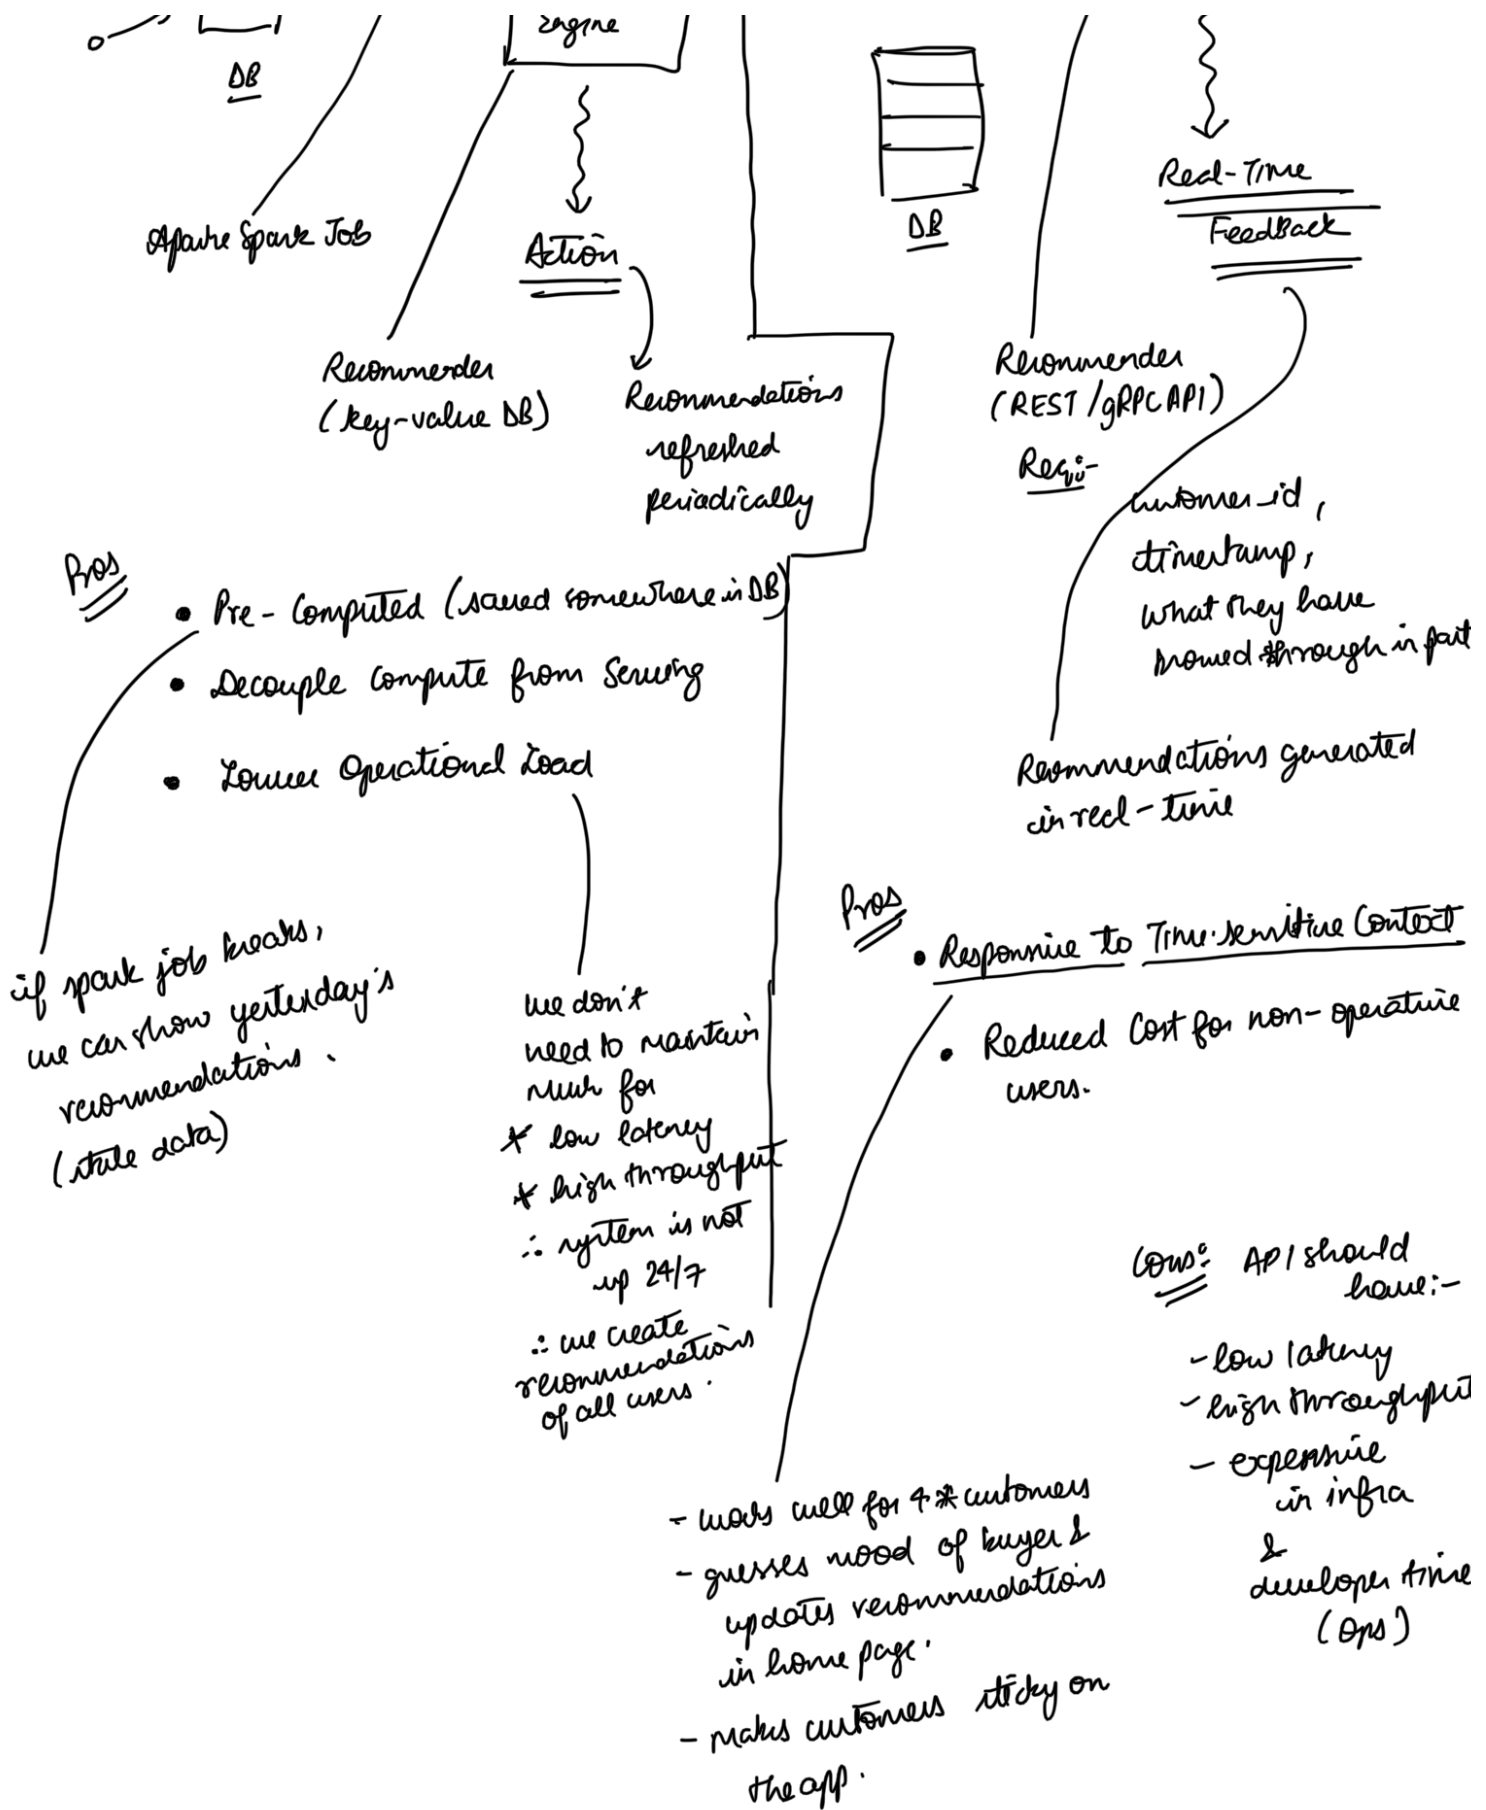 Engine
DB
Apache Spark Job
Action
Recommender
(key-value DB)
Recommendations
refreshed
periodically
Pros
• Pre-Computed (saved somewhere in DB)
• Decouple compute from Serving
• Lower Operational Load
if spark job breaks,
we can show yesterday's
recommendations.
(stale data)
we don't
need to maintain
much for
* low latency
* high throughput
∴ system is not
up 24/7
∴ we create
recommendations
of all users.
DB
Real-Time
Feedback
Recommender
(REST/gRPC API)
Req:-
customer_id,
timestamp,
what they have
browsed through in past
Recommendations generated
in real-time
Pros
• Responsive to Time-sensitive Context
• Reduced Cost for non-operative
users.
- works well for customers
- guesses mood of buyer &
updates recommendations
in home page.
- makes customers sticky on
the app.
Cons: API should
have:-
- low latency
- high throughput
- expensive
in infra
&
developer time
(Ops)